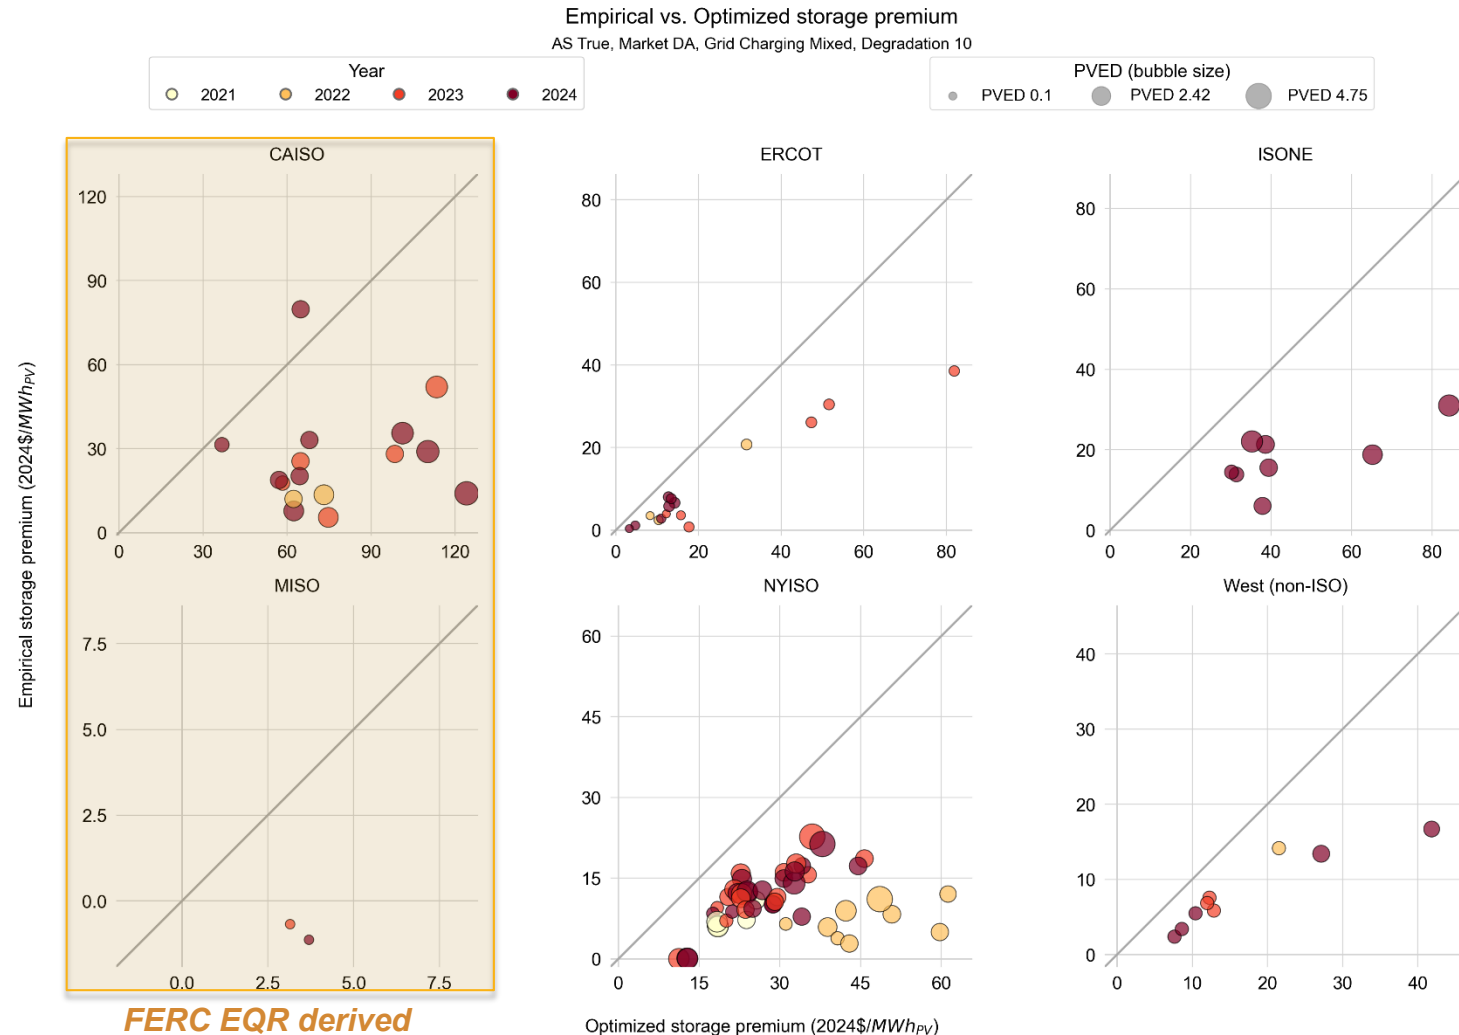 Empirical vs. Optimized storage premium
AS True, Market DA, Grid Charging Mixed, Degradation 10
Year
2021 2022 2023 2024
PVED (bubble size)
PVED 0.1 PVED 2.42 PVED 4.75
Empirical storage premium (2024$/MWh_PV)
CAISO
120
90
60
30
0
0 30 60 90 120
ERCOT
80
60
40
20
0
0 20 40 60 80
ISONE
80
60
40
20
0
0 20 40 60 80
MISO
7.5
5.0
2.5
0.0
0.0 2.5 5.0 7.5
NYISO
60
45
30
15
0
0 15 30 45 60
West (non-ISO)
40
30
20
10
0
0 10 20 30 40
FERC EQR derived
Optimized storage premium (2024$/MWh_PV)